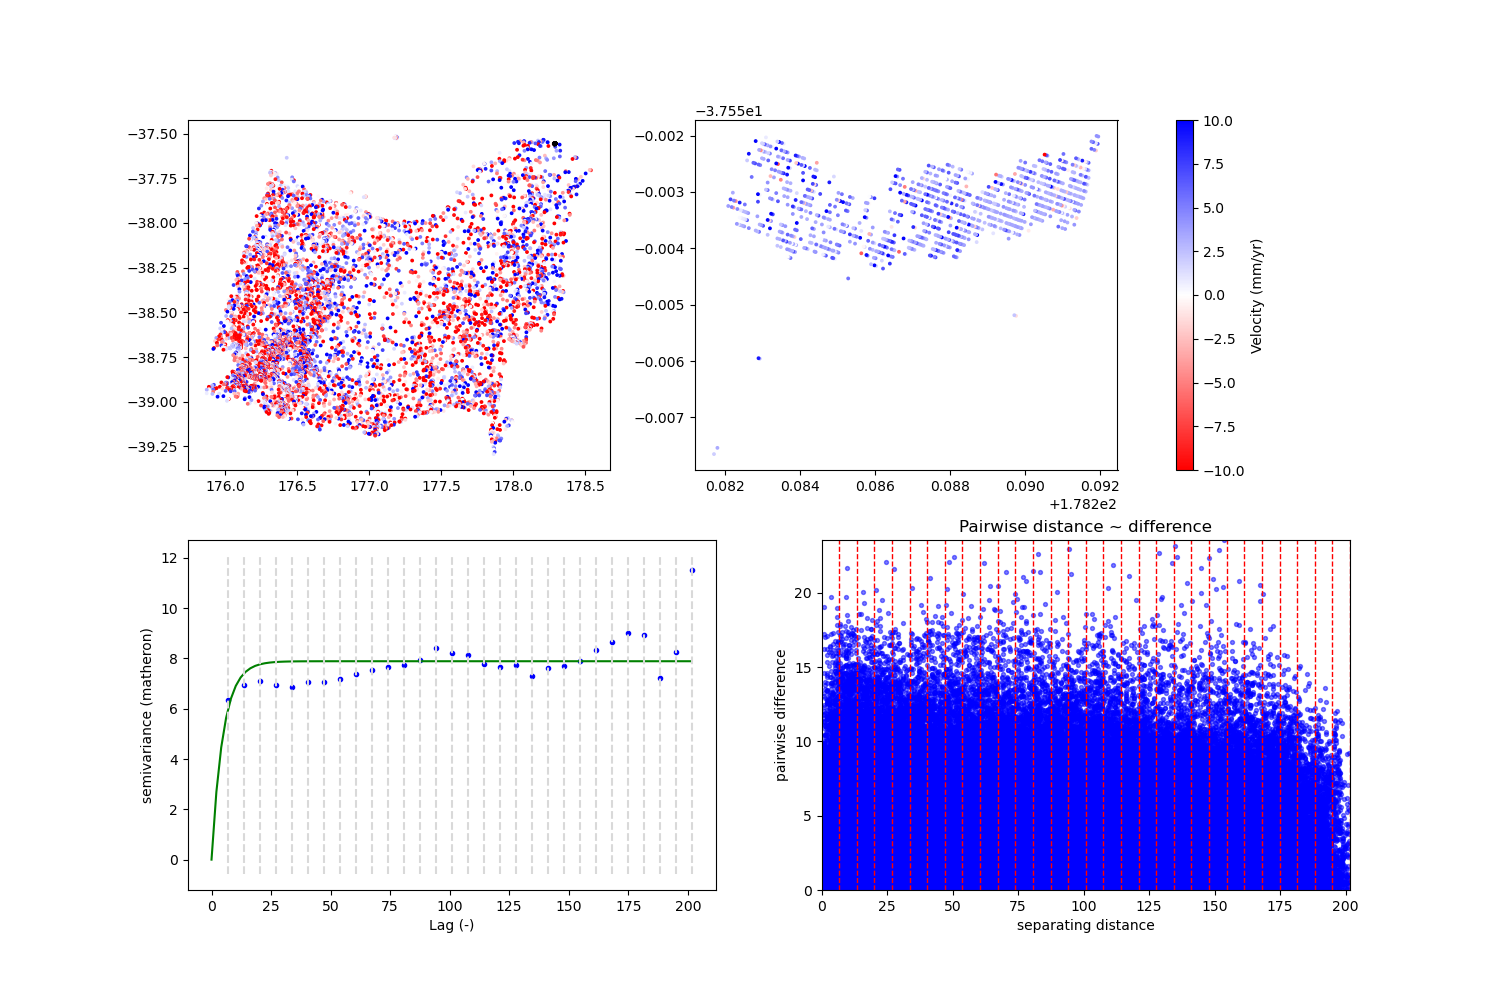 −37.50
−37.75
−38.00
−38.25
−38.50
−38.75
−39.00
−39.25
176.0 176.5 177.0 177.5 178.0 178.5
−3.755e1
−0.002
−0.003
−0.004
−0.005
−0.006
−0.007
0.082 0.084 0.086 0.088 0.090 0.092
+1.782e2
10.0
7.5
5.0
2.5
0.0
−2.5
−5.0
−7.5
−10.0
Velocity (mm/yr)
12
10
8
6
4
2
0
semivariance (matheron)
0 25 50 75 100 125 150 175 200
Lag (-)
Pairwise distance ~ difference
20
15
10
5
0
pairwise difference
0 25 50 75 100 125 150 175 200
separating distance